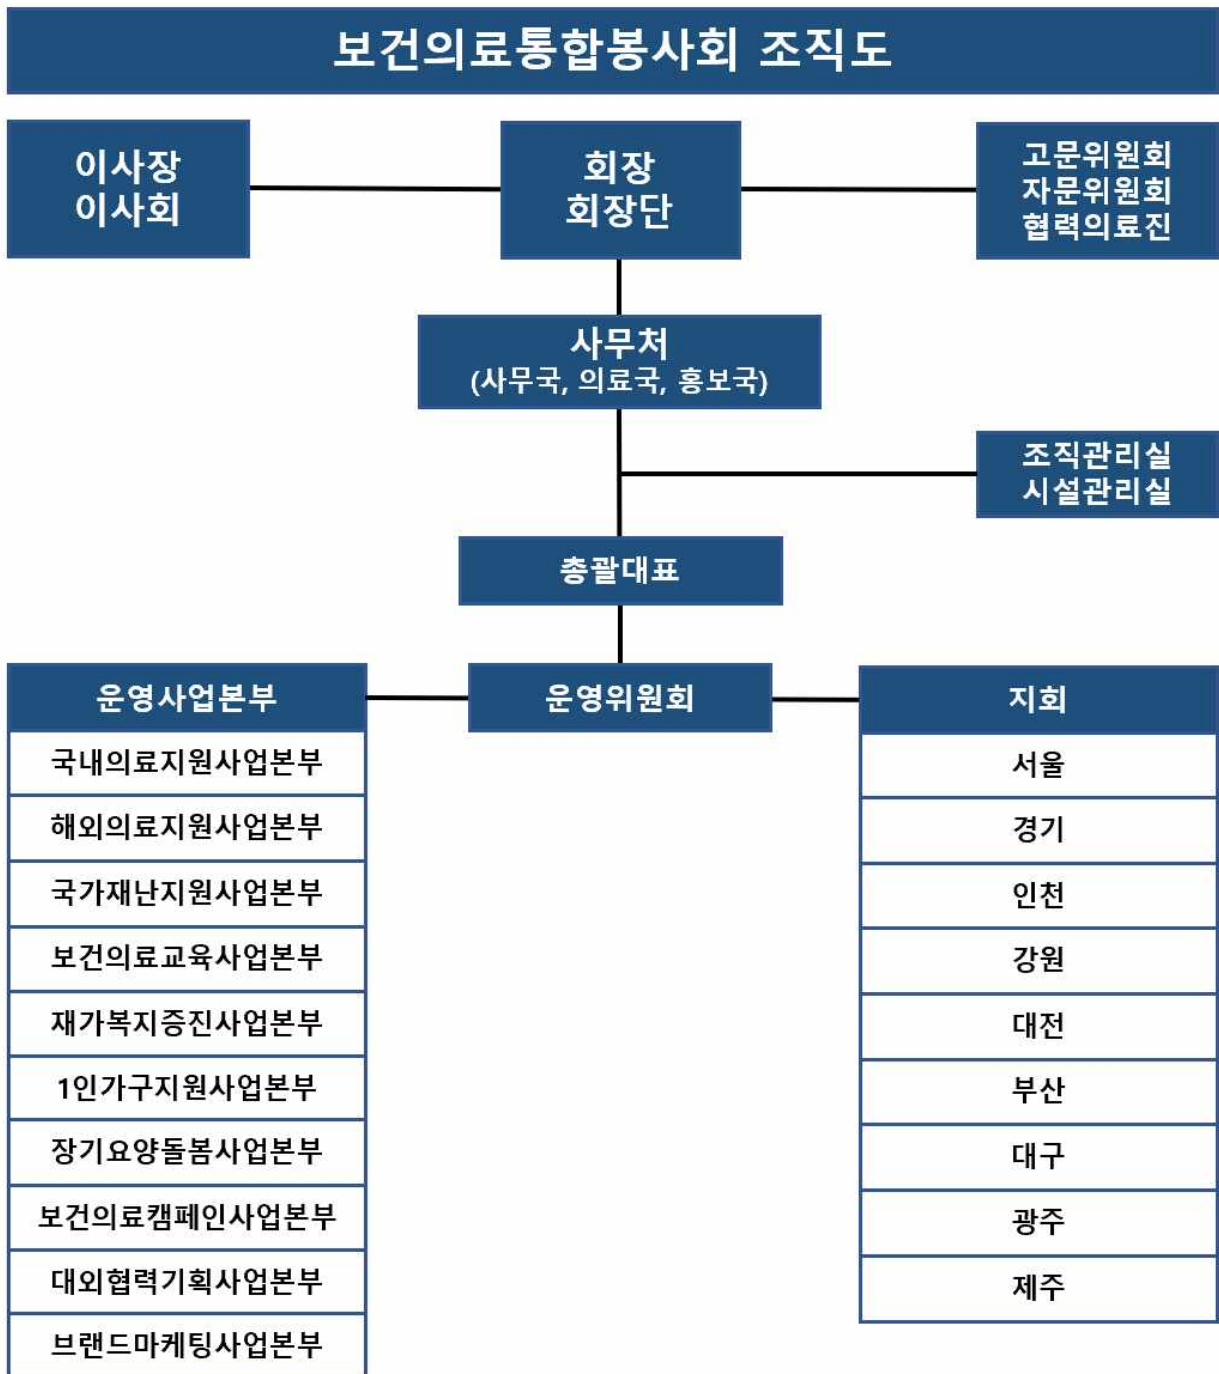 보건의료통합봉사회 조직도
이사장
이사회
회장
회장단
고문위원회
자문위원회
협력의료진
사무처
(사무국, 의료국, 홍보국)
조직관리실
시설관리실
총괄대표
운영사업본부
국내의료지원사업본부
해외의료지원사업본부
국가재난지원사업본부
보건의료교육사업본부
재가복지증진사업본부
1인가구지원사업본부
장기요양돌봄사업본부
보건의료캠페인사업본부
대외협력기획사업본부
브랜드마케팅사업본부
운영위원회
지회
서울
경기
인천
강원
대전
부산
대구
광주
제주